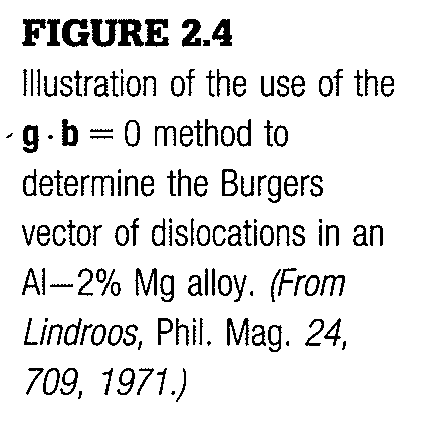 FIGURE 2.4
Illustration of the use of the
g · b = 0 method to
determine the Burgers
vector of dislocations in an
Al–2% Mg alloy. (From
Lindroos, Phil. Mag. 24,
709, 1971.)